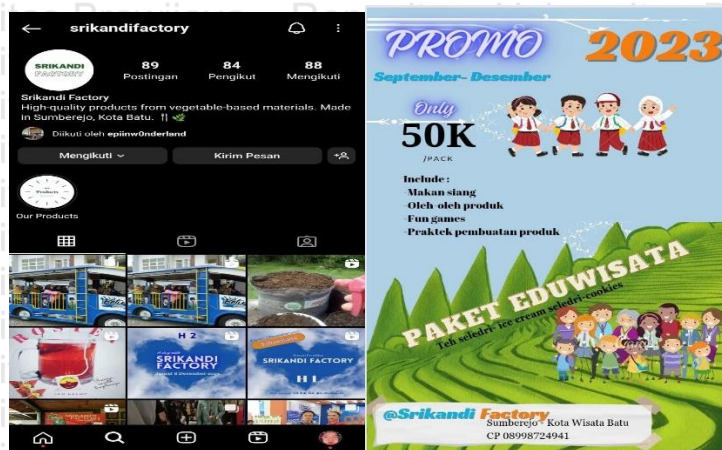 srikandifactory
SRIKANDI
FACTORY
89
Postingan
84
Pengikut
88
Mengikuti
Srikandi Factory
High-quality products from vegetable-based materials. Made
in Sumberejo, Kota Batu.
Diikuti oleh epiinw0nderland
Mengikuti
Kirim Pesan
Products
Our Products
H 2
SRIKANDI
FACTORY
SRIKANDI FACTORY
H 1
PROMO 2023
September- Desember
Only
50K
/PACK
Include :
-Makan siang
-Oleh-oleh produk
-Fun games
-Praktek pembuatan produk
PAKET EDUWISATA
Teh seledri- ice cream seledri-cookies
@Srikandi Factory
Sumberejo - Kota Wisata Batu
CP 08998724941